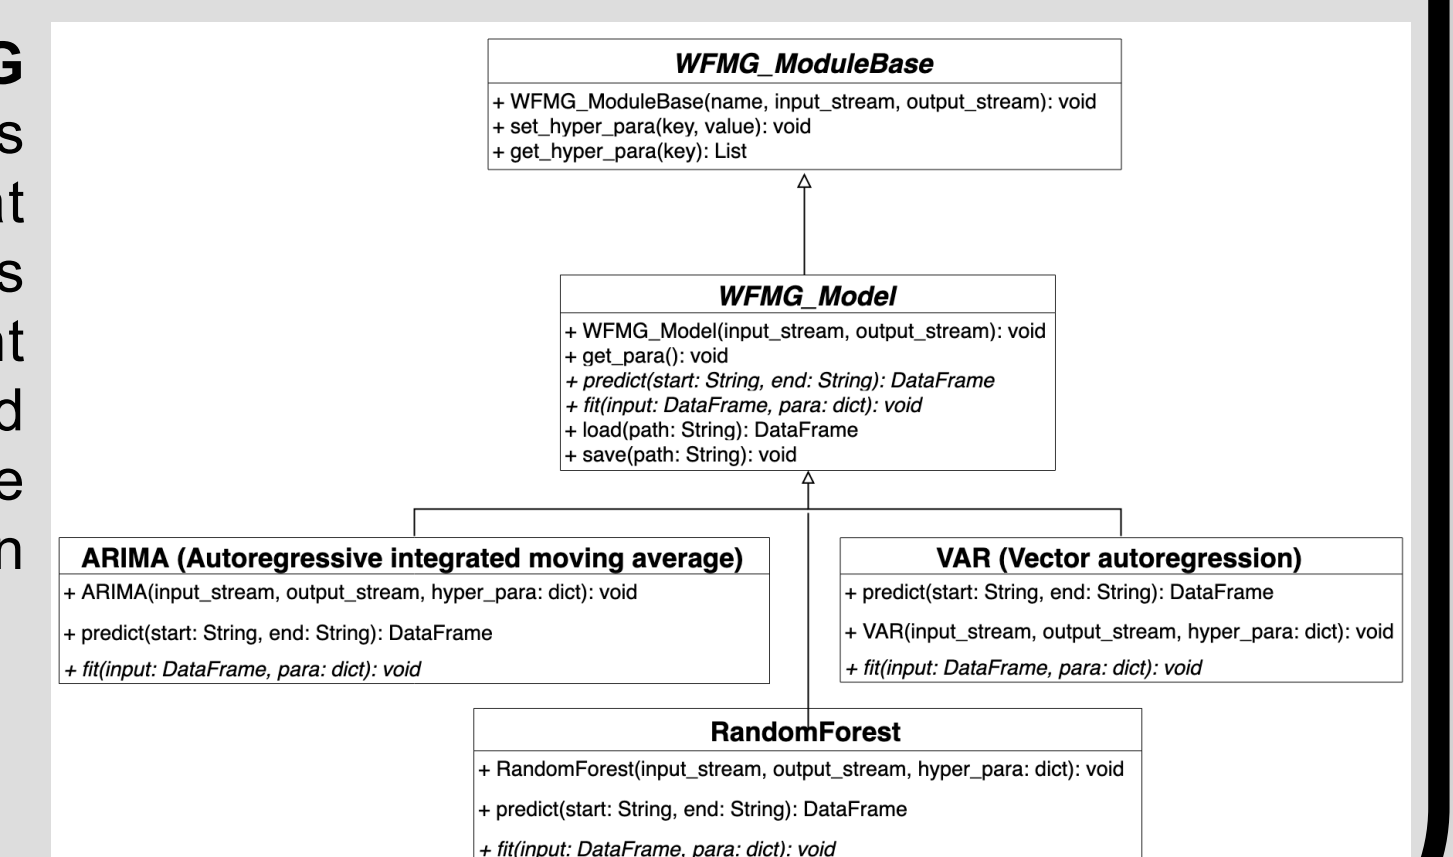 G
s
at
s
nt
d
e
n
WFMG_ModuleBase
+ WFMG_ModuleBase(name, input_stream, output_stream): void
+ set_hyper_para(key, value): void
+ get_hyper_para(key): List
WFMG_Model
+ WFMG_Model(input_stream, output_stream): void
+ get_para(): void
+ predict(start: String, end: String): DataFrame
+ fit(input: DataFrame, para: dict): void
+ load(path: String): DataFrame
+ save(path: String): void
ARIMA (Autoregressive integrated moving average)
+ ARIMA(input_stream, output_stream, hyper_para: dict): void
+ predict(start: String, end: String): DataFrame
+ fit(input: DataFrame, para: dict): void
VAR (Vector autoregression)
+ predict(start: String, end: String): DataFrame
+ VAR(input_stream, output_stream, hyper_para: dict): void
+ fit(input: DataFrame, para: dict): void
RandomForest
+ RandomForest(input_stream, output_stream, hyper_para: dict): void
+ predict(start: String, end: String): DataFrame
+ fit(input: DataFrame, para: dict): void